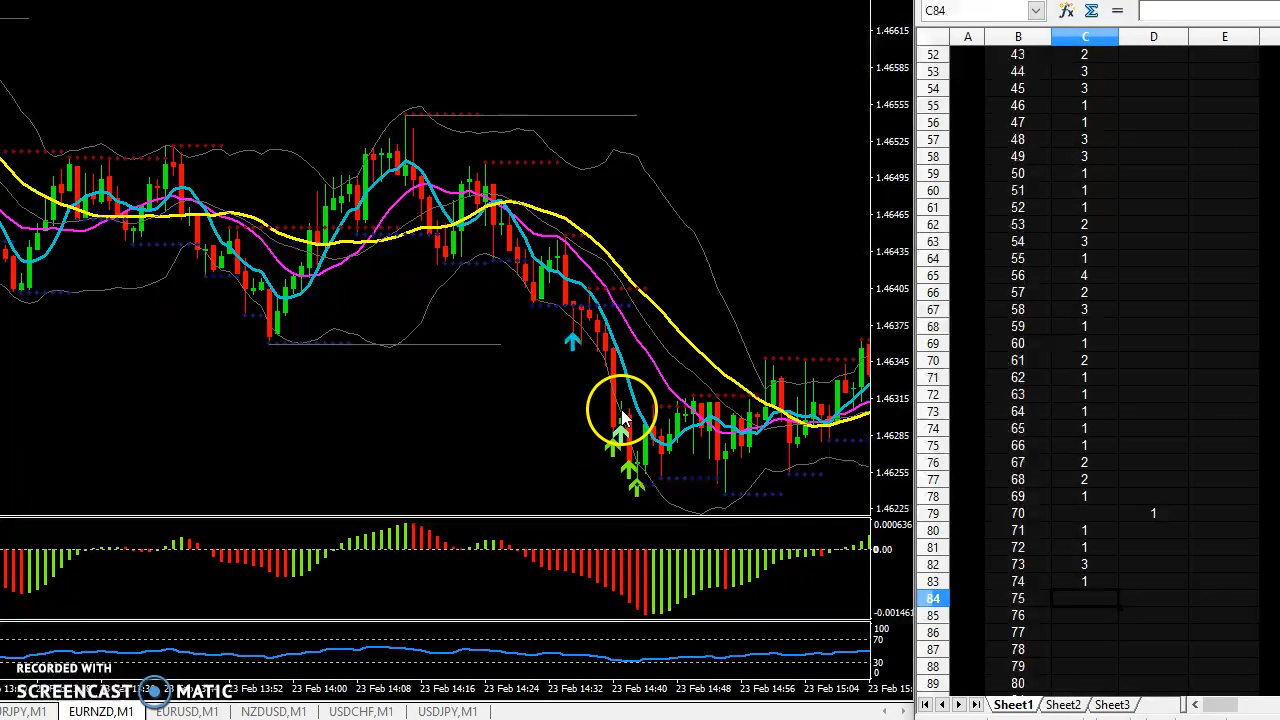 1.46615
1.46585
1.46555
1.46525
1.46495
1.46465
1.46435
1.46405
1.46375
1.46345
1.46315
1.46285
1.46255
1.46225
0.000636
0.00
-0.001461
100
70
30
0
23 Feb 13:52
23 Feb 14:00
23 Feb 14:08
23 Feb 14:16
23 Feb 14:24
23 Feb 14:32
23 Feb 14:40
23 Feb 14:48
23 Feb 14:56
23 Feb 15:04
23 Feb 15:
RECORDED WITH
SCREENCAST MATIC
URJPY,M1 EURNZD,M1 EURUSD,M1 NZDUSD,M1 USDCHF,M1 USDJPY,M1
C84
A B C D E
52 43 2
53 44 3
54 45 3
55 46 1
56 47 1
57 48 3
58 49 3
59 50 1
60 51 1
61 52 1
62 53 2
63 54 3
64 55 1
65 56 4
66 57 2
67 58 3
68 59 1
69 60 1
70 61 2
71 62 1
72 63 1
73 64 1
74 65 1
75 66 1
76 67 2
77 68 2
78 69 1
79 70 1
80 71 1
81 72 1
82 73 3
83 74 1
84 75
85 76
86 77
87 78
88 79
89 80
Sheet1 Sheet2 Sheet3